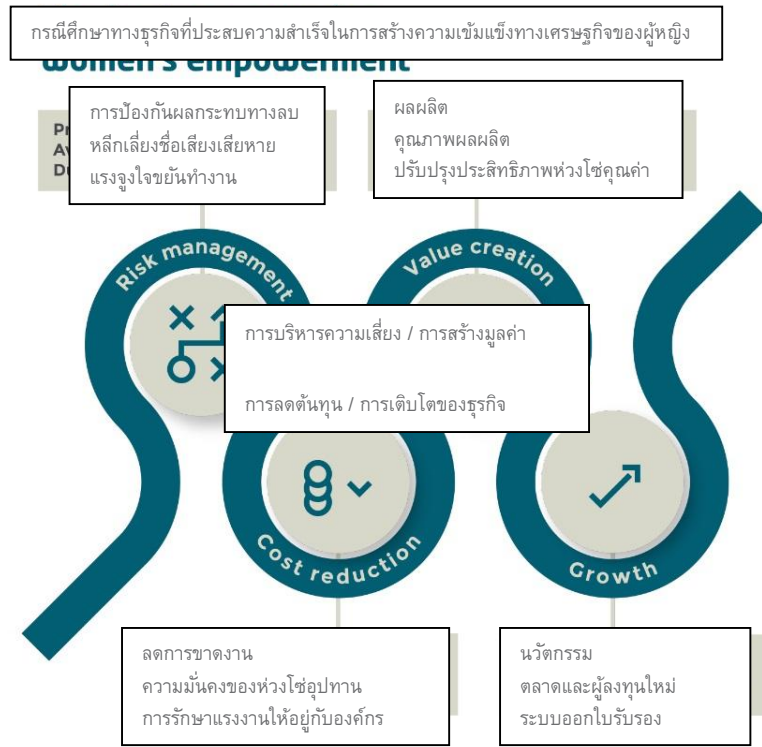 กรณีศึกษาทางธุรกิจที่ประสบความสำเร็จในการสร้างความเข้มแข็งทางเศรษฐกิจของผู้หญิง
women's empowerment
การป้องกันผลกระทบทางลบ
หลีกเลี่ยงชื่อเสียงเสียหาย
แรงจูงใจขยันทำงาน
ผลผลิต
คุณภาพผลผลิต
ปรับปรุงประสิทธิภาพห่วงโซ่คุณค่า
Risk management
Value creation
การบริหารความเสี่ยง / การสร้างมูลค่า
การลดต้นทุน / การเติบโตของธุรกิจ
Cost reduction
Growth
ลดการขาดงาน
ความมั่นคงของห่วงโซ่อุปทาน
การรักษาแรงงานให้อยู่กับองค์กร
นวัตกรรม
ตลาดและผู้ลงทุนใหม่
ระบบออกใบรับรอง